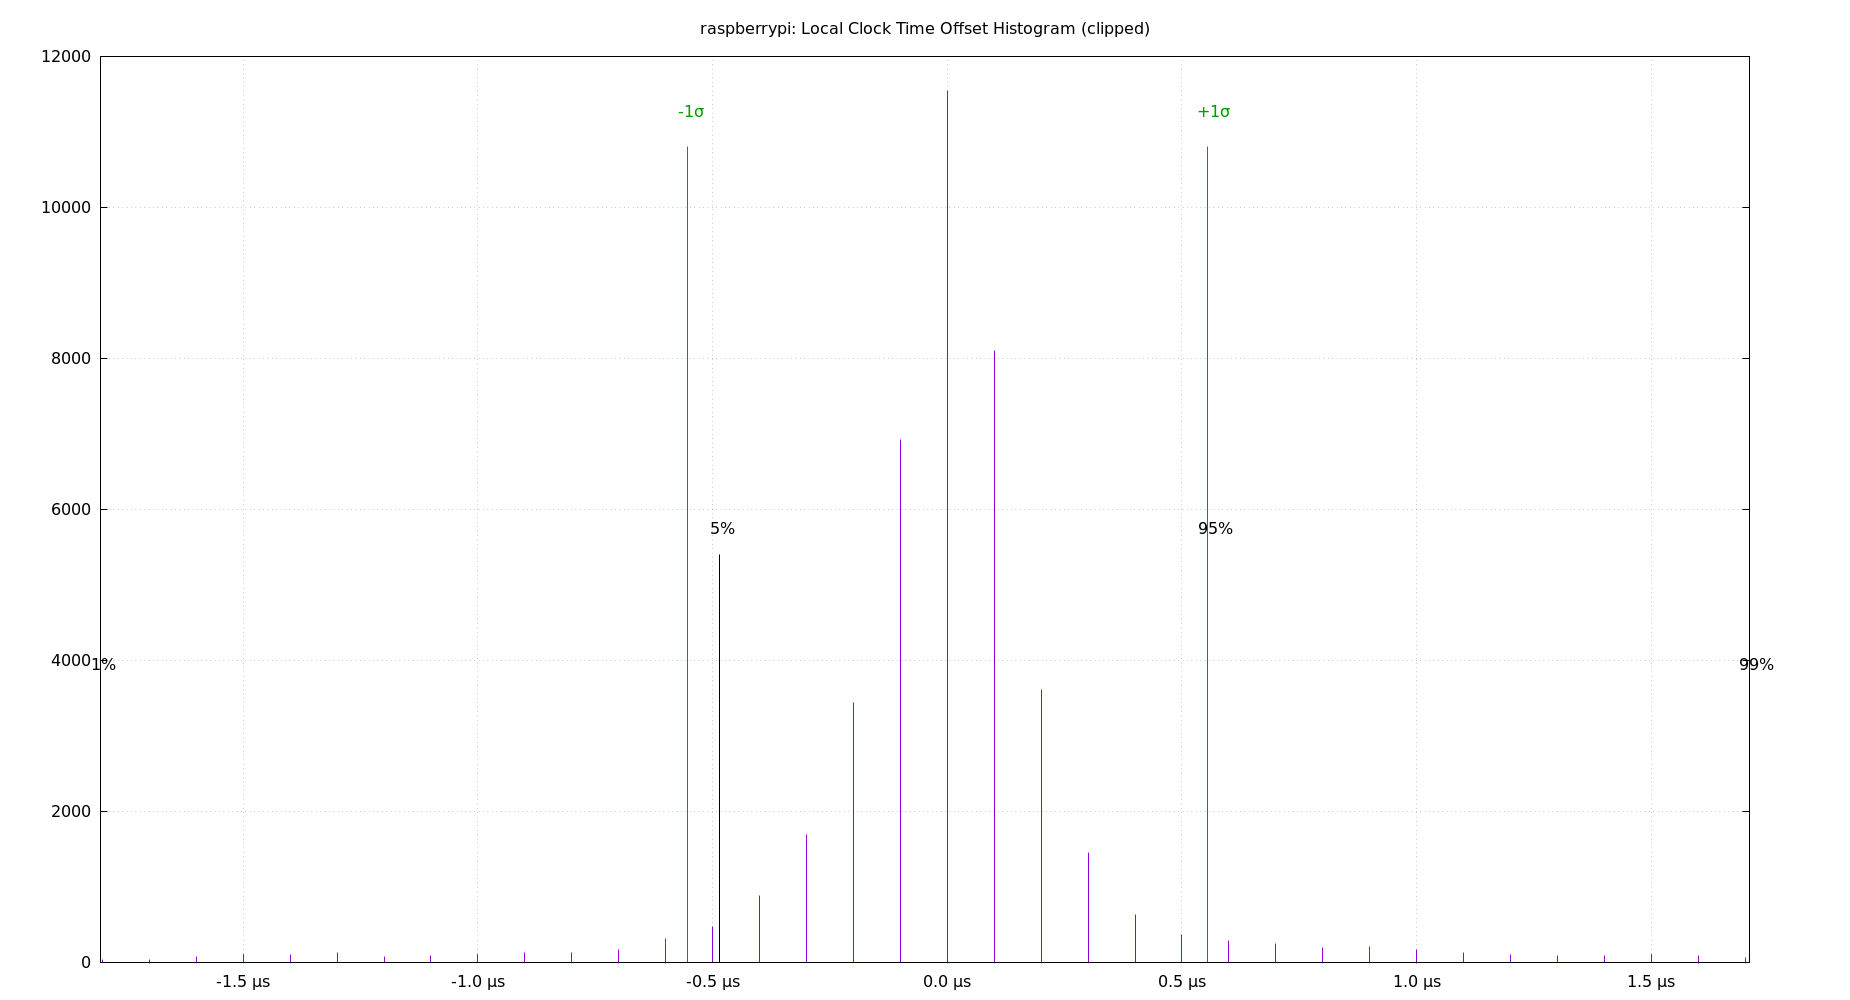 raspberrypi: Local Clock Time Offset Histogram (clipped)
12000
-1σ
+1σ
10000
8000
6000
5%
95%
4000
1%
99%
2000
0
-1.5 µs
-1.0 µs
-0.5 µs
0.0 µs
0.5 µs
1.0 µs
1.5 µs